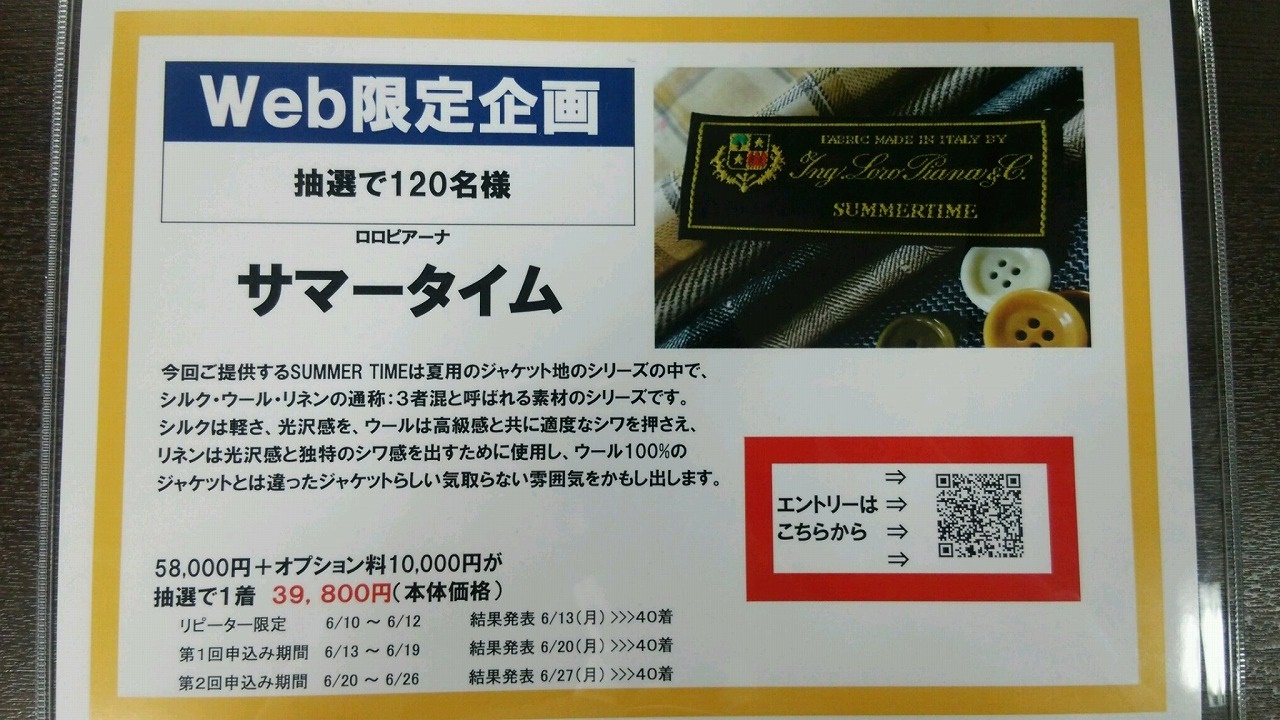 Web限定企画
抽選で120名様
ロロピアーナ
サマータイム
FABRIC MADE IN ITALY BY
Ing. Loro Piana & C.
SUMMERTIME
今回ご提供するSUMMER TIMEは夏用のジャケット地のシリーズの中で、
シルク・ウール・リネンの通称：3者混と呼ばれる素材のシリーズです。
シルクは軽さ、光沢感を、ウールは高級感と共に適度なシワを押さえ、
リネンは光沢感と独特のシワ感を出すために使用し、ウール100%の
ジャケットとは違ったジャケットらしい気取らない雰囲気をかもし出します。
⇒
エントリーは ⇒
こちらから ⇒
⇒
58,000円＋オプション料10,000円が
抽選で1着 39,800円（本体価格）
リピーター限定 6/10 ～ 6/12 結果発表 6/13（月） >>>40着
第1回申込み期間 6/13 ～ 6/19 結果発表 6/20（月） >>>40着
第2回申込み期間 6/20 ～ 6/26 結果発表 6/27（月） >>>40着